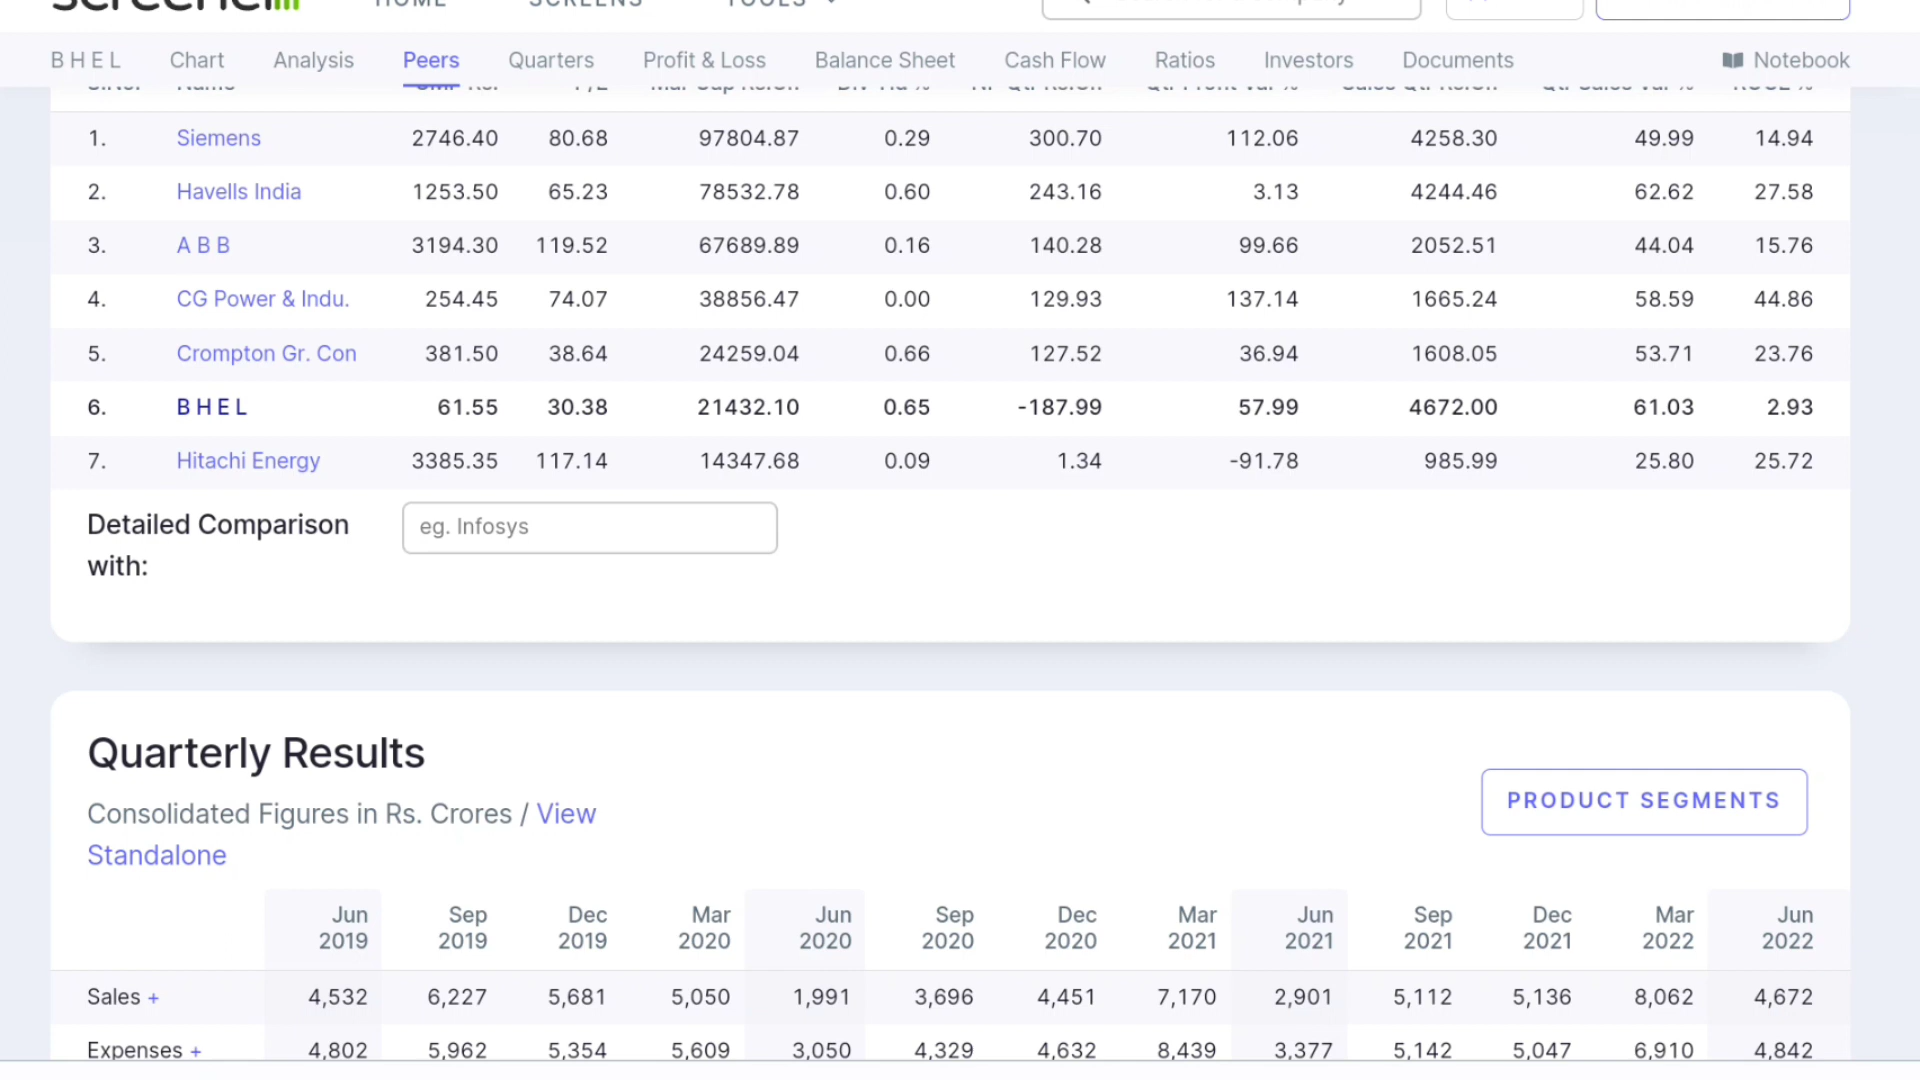 screener
HOME SCREENS TOOLS
B H E L Chart Analysis Peers Quarters Profit & Loss Balance Sheet Cash Flow Ratios Investors Documents Notebook
1. Siemens 2746.40 80.68 97804.87 0.29 300.70 112.06 4258.30 49.99 14.94
2. Havells India 1253.50 65.23 78532.78 0.60 243.16 3.13 4244.46 62.62 27.58
3. A B B 3194.30 119.52 67689.89 0.16 140.28 99.66 2052.51 44.04 15.76
4. CG Power & Indu. 254.45 74.07 38856.47 0.00 129.93 137.14 1665.24 58.59 44.86
5. Crompton Gr. Con 381.50 38.64 24259.04 0.66 127.52 36.94 1608.05 53.71 23.76
6. B H E L 61.55 30.38 21432.10 0.65 -187.99 57.99 4672.00 61.03 2.93
7. Hitachi Energy 3385.35 117.14 14347.68 0.09 1.34 -91.78 985.99 25.80 25.72
Detailed Comparison with: eg. Infosys
Quarterly Results
Consolidated Figures in Rs. Crores / View
Standalone
PRODUCT SEGMENTS
Jun 2019 Sep 2019 Dec 2019 Mar 2020 Jun 2020 Sep 2020 Dec 2020 Mar 2021 Jun 2021 Sep 2021 Dec 2021 Mar 2022 Jun 2022
Sales + 4,532 6,227 5,681 5,050 1,991 3,696 4,451 7,170 2,901 5,112 5,136 8,062 4,672
Expenses + 4,802 5,962 5,354 5,609 3,050 4,329 4,632 8,439 3,377 5,142 5,047 6,910 4,842